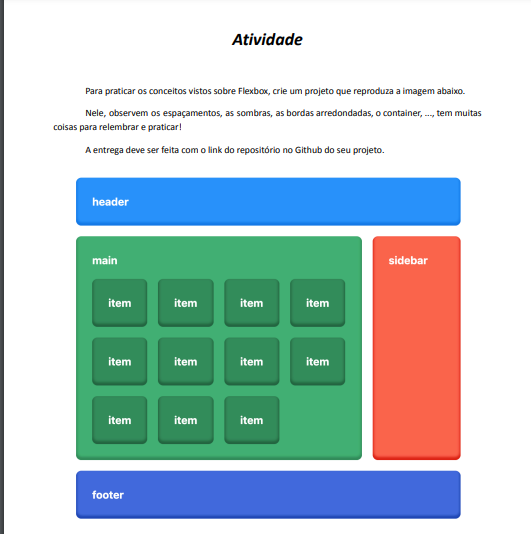 Atividade
Para praticar os conceitos vistos sobre Flexbox, crie um projeto que reproduza a imagem abaixo.
Nele, observem os espaçamentos, as sombras, as bordas arredondadas, o container, ..., tem muitas
coisas para relembrar e praticar!
A entrega deve ser feita com o link do repositório no Github do seu projeto.
header
main
sidebar
item item item item
item item item item
item item item
footer